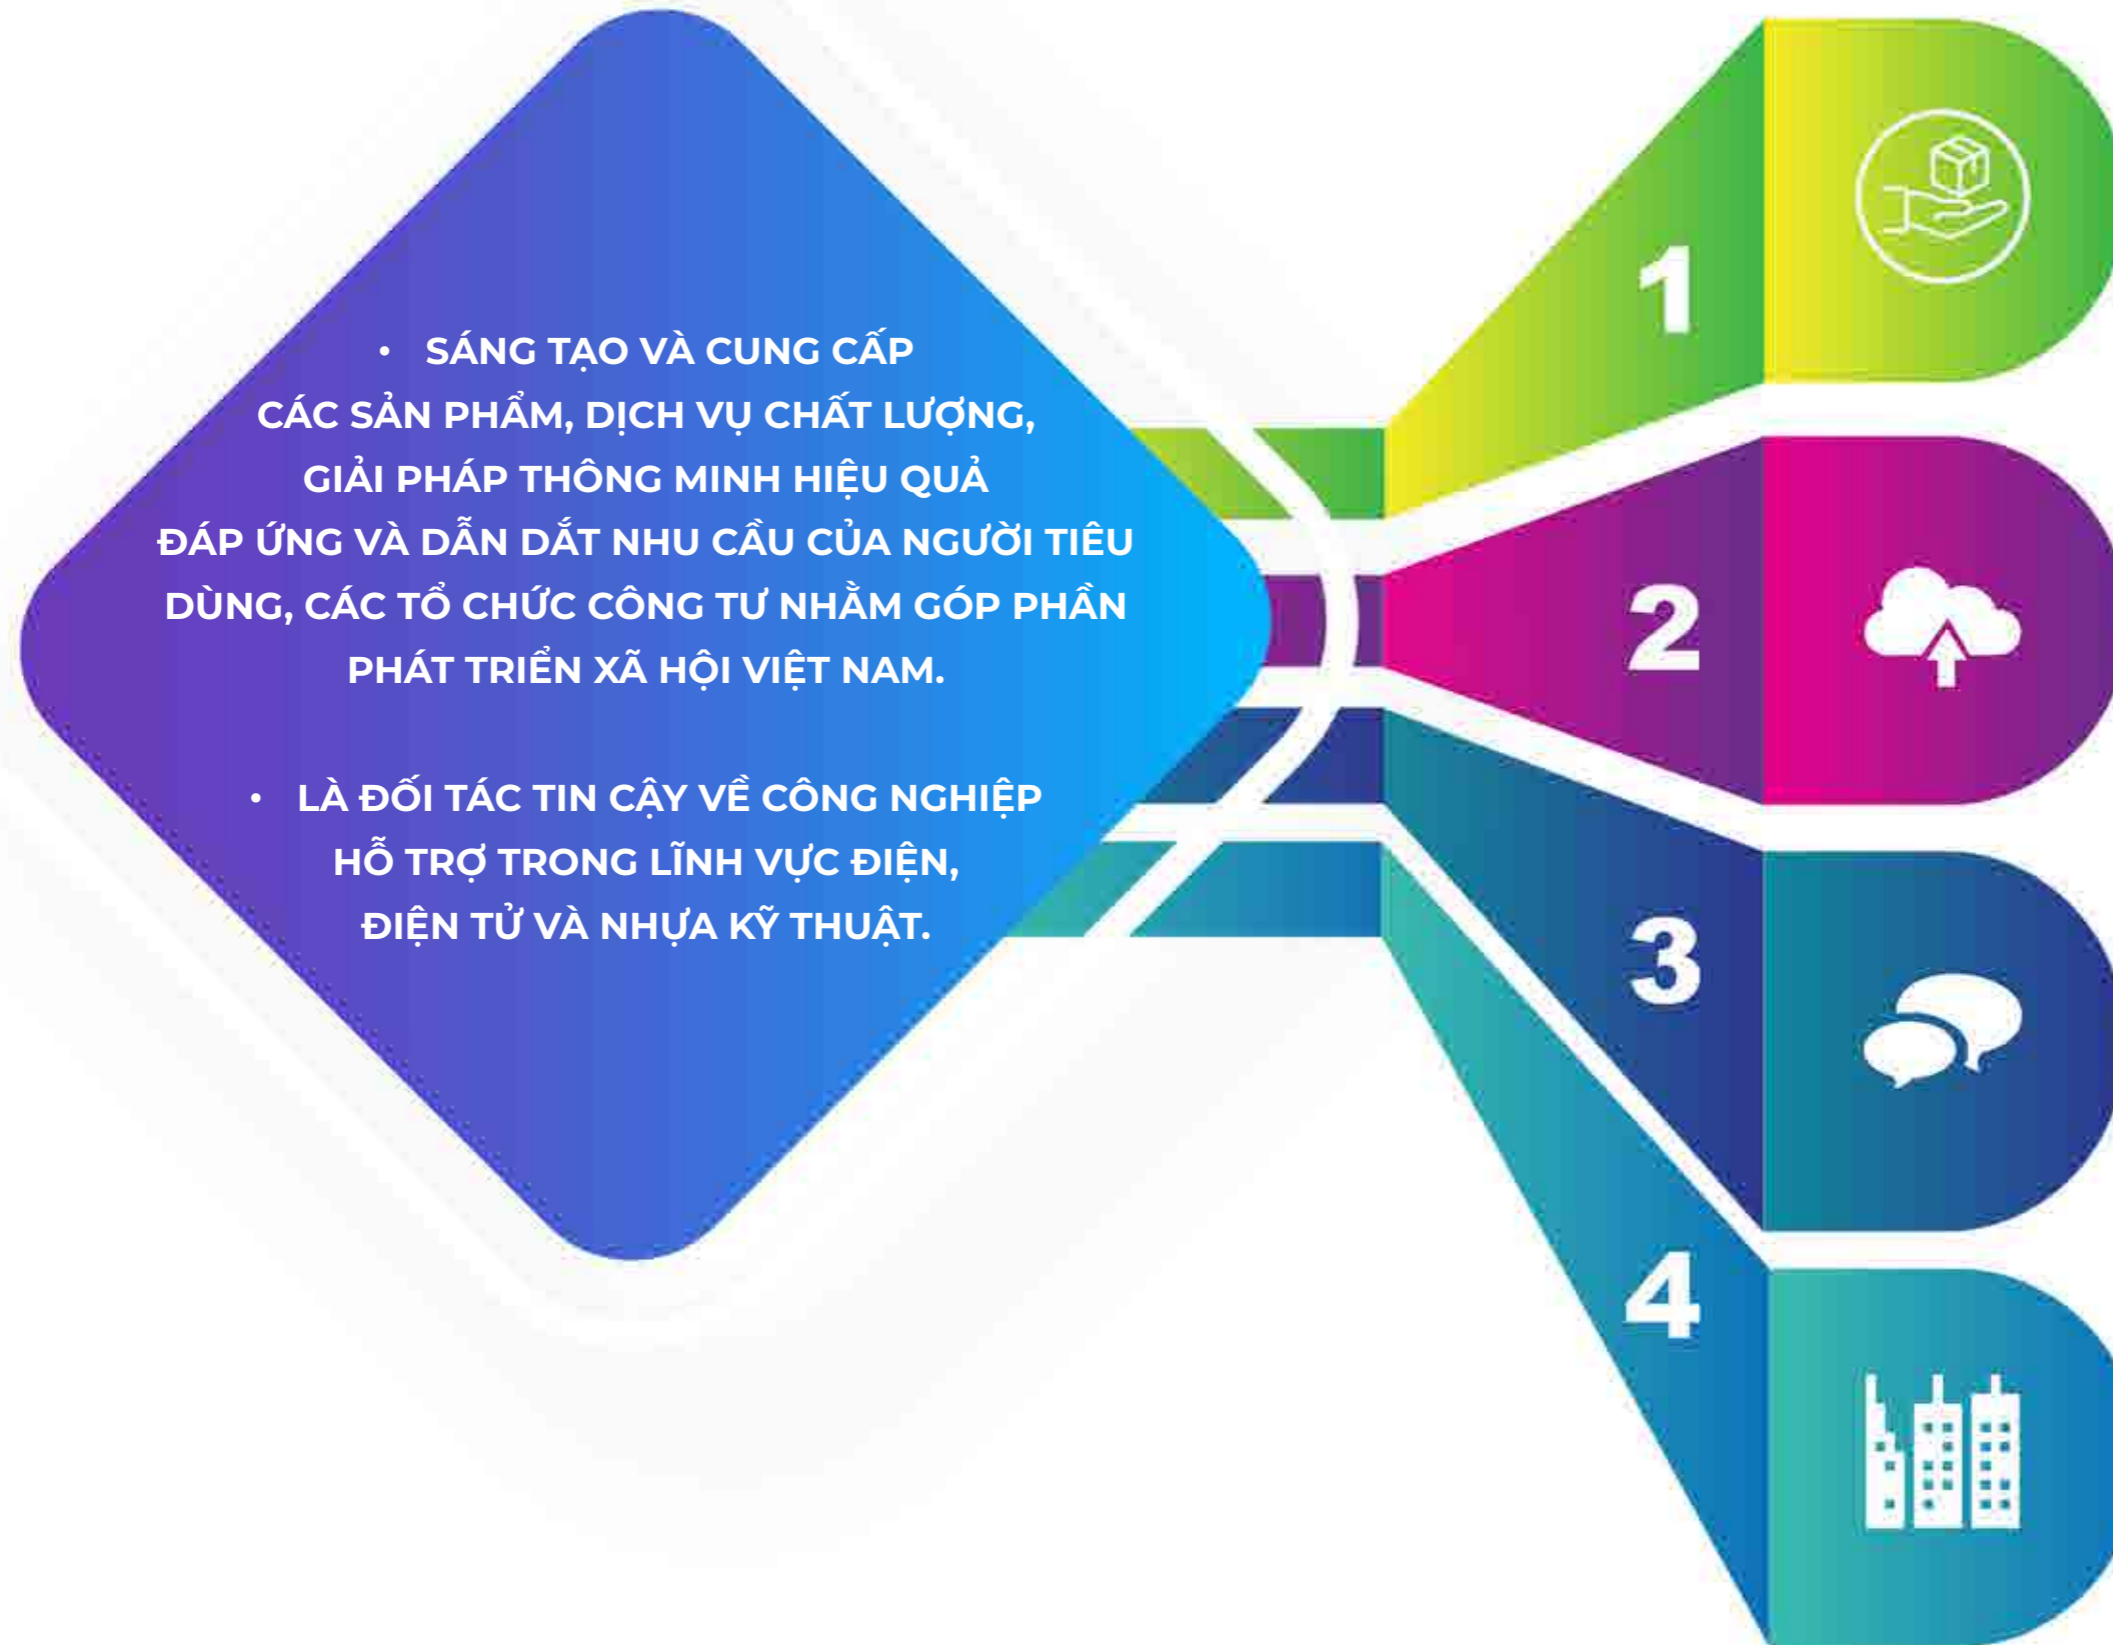 • SÁNG TẠO VÀ CUNG CẤP
CÁC SẢN PHẨM, DỊCH VỤ CHẤT LƯỢNG,
GIẢI PHÁP THÔNG MINH HIỆU QUẢ
ĐÁP ỨNG VÀ DẪN DẮT NHU CẦU CỦA NGƯỜI TIÊU
DÙNG, CÁC TỔ CHỨC CÔNG TƯ NHẰM GÓP PHẦN
PHÁT TRIỂN XÃ HỘI VIỆT NAM.
• LÀ ĐỐI TÁC TIN CẬY VỀ CÔNG NGHIỆP
HỖ TRỢ TRONG LĨNH VỰC ĐIỆN,
ĐIỆN TỬ VÀ NHỰA KỸ THUẬT.
1
2
3
4